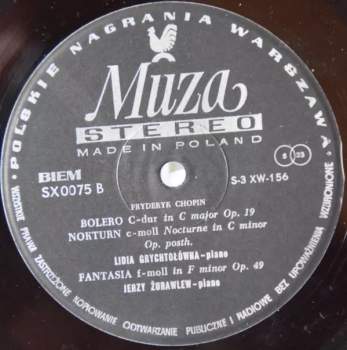 POLSKIE NAGRANIA WARSZAWA
Muza
STEREO
MADE IN POLAND
BIEM
SX 0075 B
S-3 XW-156
FRYDERYK CHOPIN
BOLERO C-dur in C major Op. 19
NOKTURN c-moll Nocturne in C minor
Op. posth.
LIDIA GRYCHTOŁÓWNA-piano
FANTASIA f-moll in F minor Op. 49
JERZY ŻURAWLEW-piano
WSZELKIE PRAWA ZASTRZEŻONE KOPIOWANIE ODTWARZANIE PUBLICZNE I RADIOWE BEZ UPOWAŻNIENIA WZBRONIONE